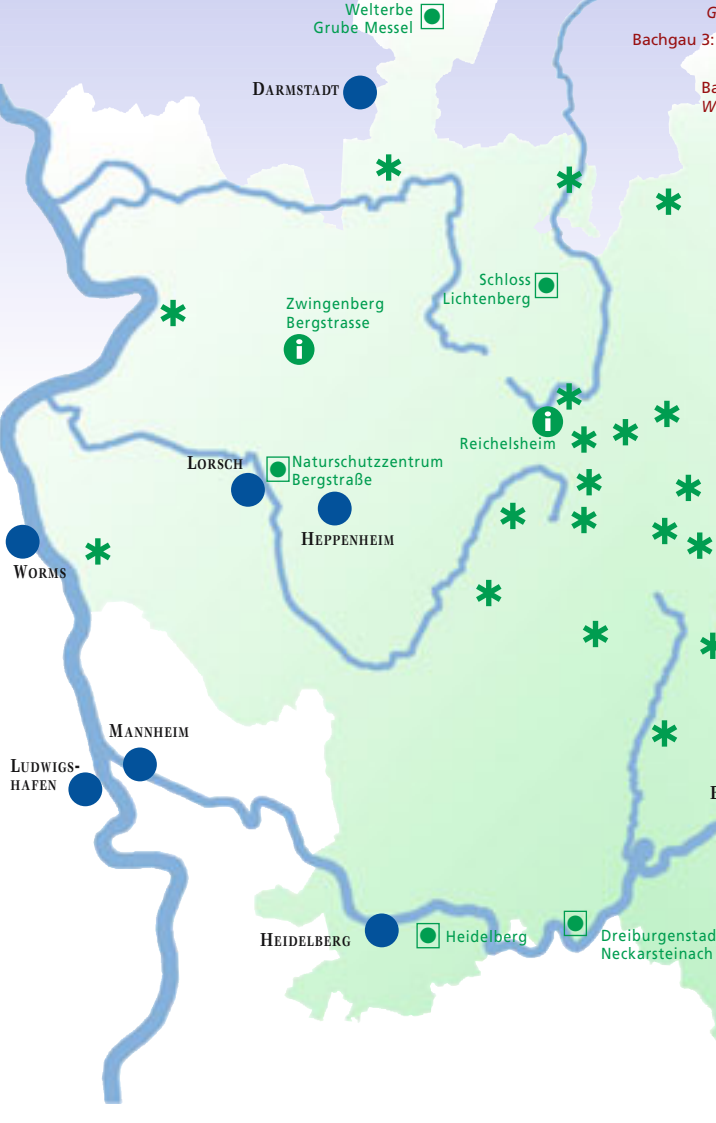 Welterbe
Grube Messel
G
Bachgau 3:
DARMSTADT
Ba
W
Schloss
Lichtenberg
Zwingenberg
Bergstrasse
i
i
Reichelsheim
LORSCH
Naturschutzzentrum
Bergstraße
HEPPENHEIM
WORMS
MANNHEIM
LUDWIGS-
HAFEN
HEIDELBERG
Heidelberg
Dreiburgenstad
Neckarsteinach